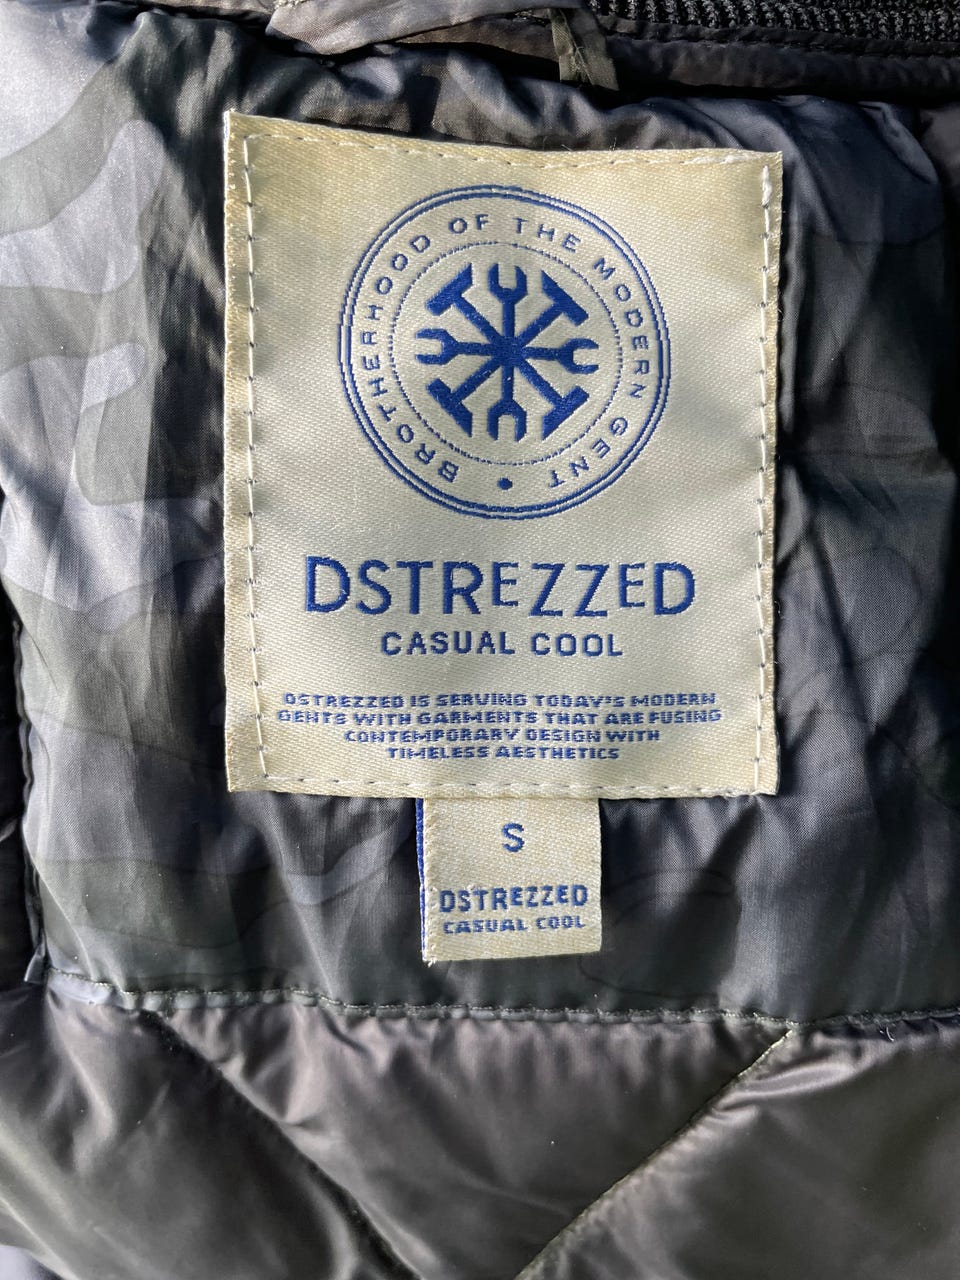 BROTHERHOOD OF THE MODERN GENT •
DSTREZZED
CASUAL COOL
DSTREZZED IS SERVING TODAY'S MODERN
GENTS WITH GARMENTS THAT ARE FUSING
CONTEMPORARY DESIGN WITH
TIMELESS AESTHETICS
S
DSTREZZED
CASUAL COOL